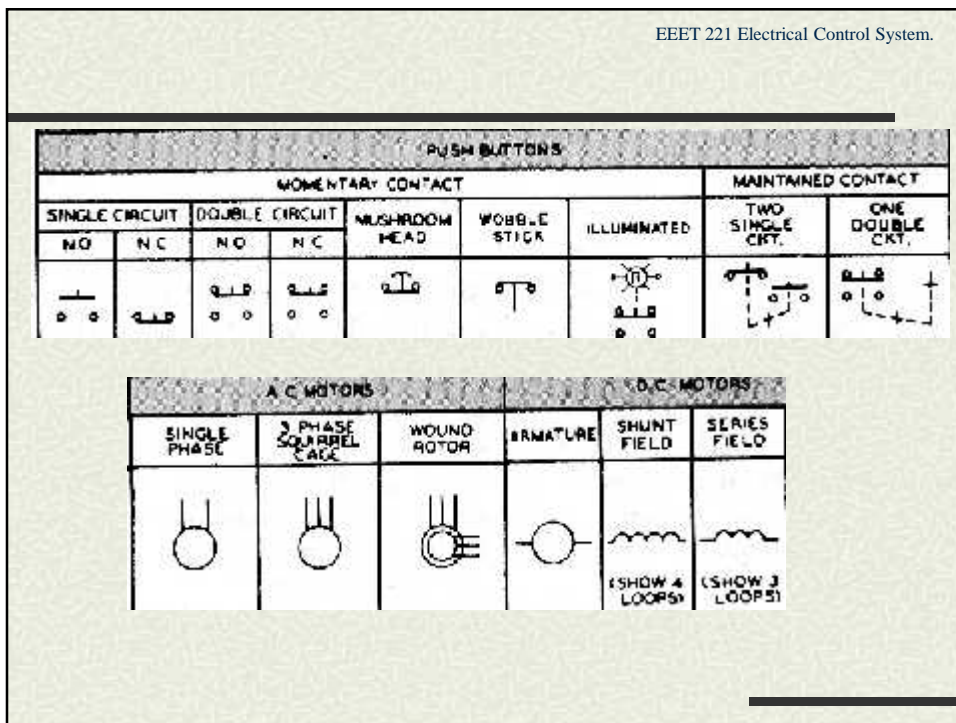 EEET 221 Electrical Control System.
PUSH BUTTONS
MOMENTARY CONTACT
MAINTAINED CONTACT
SINGLE CIRCUIT
DOUBLE CIRCUIT
MUSHROOM HEAD
WOBBLE STICK
ILLUMINATED
TWO SINGLE CKT.
ONE DOUBLE CKT.
NO
NC
NO
NC
R
A C MOTORS
D.C. MOTORS
SINGLE PHASE
3 PHASE SQUIRREL CAGE
WOUND ROTOR
ARMATURE
SHUNT FIELD
SERIES FIELD
(SHOW 4 LOOPS)
(SHOW 3 LOOPS)